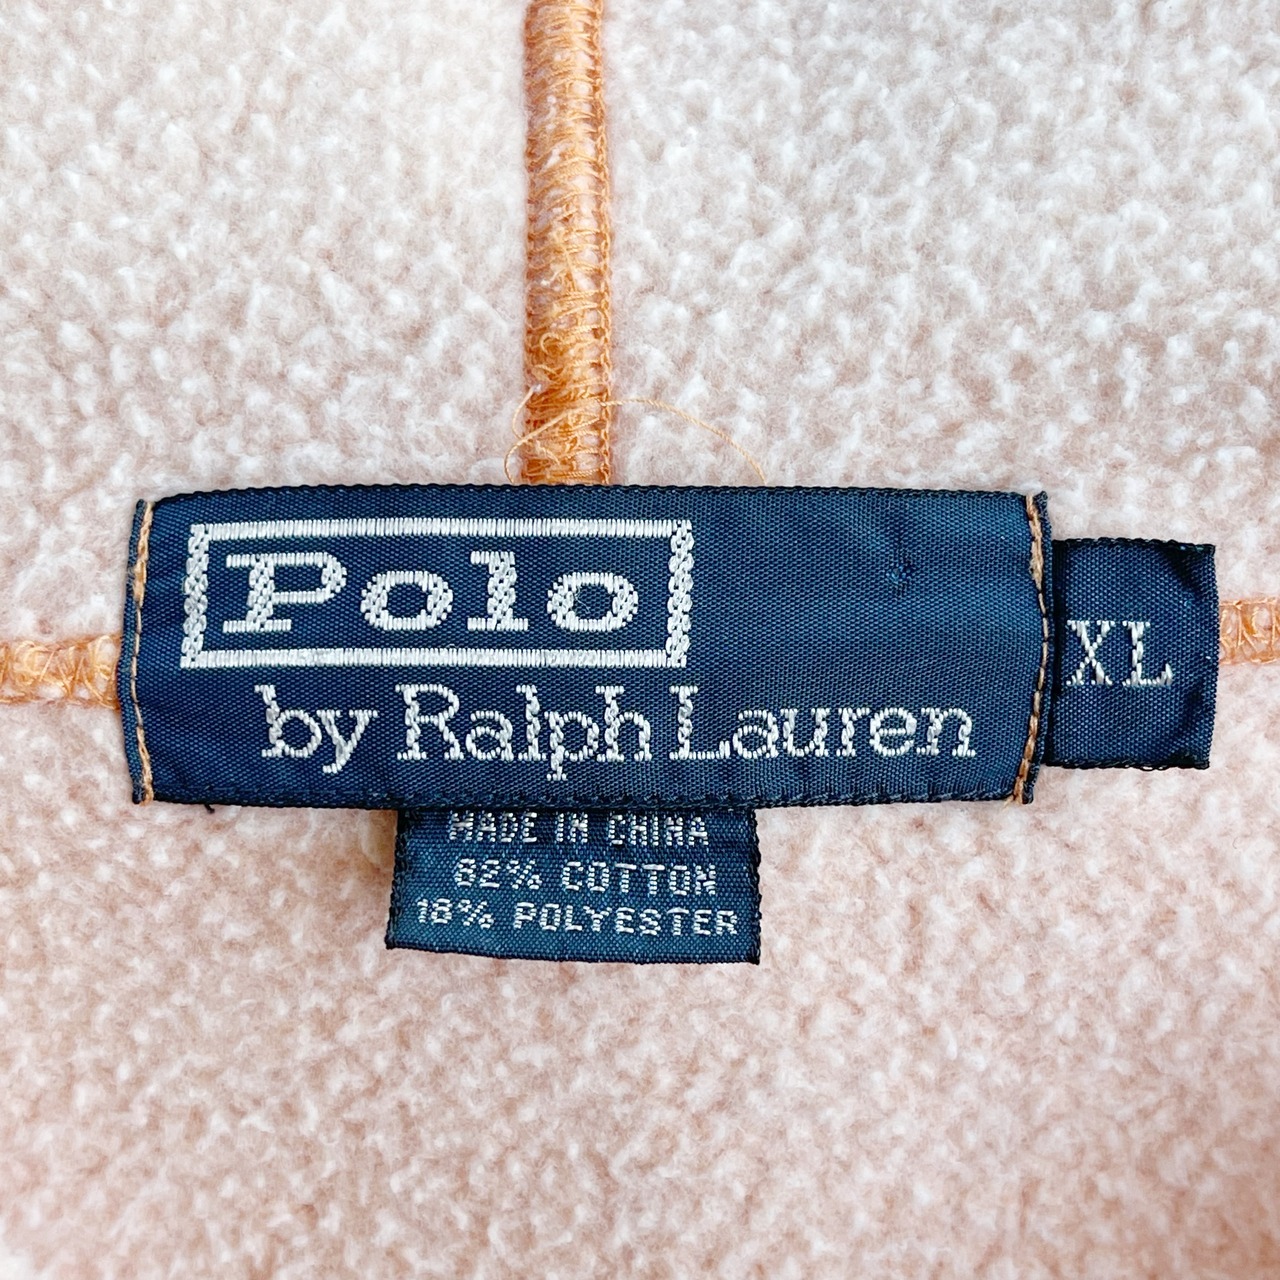 Polo
by Ralph Lauren
XL
MADE IN CHINA
82% COTTON
18% POLYESTER